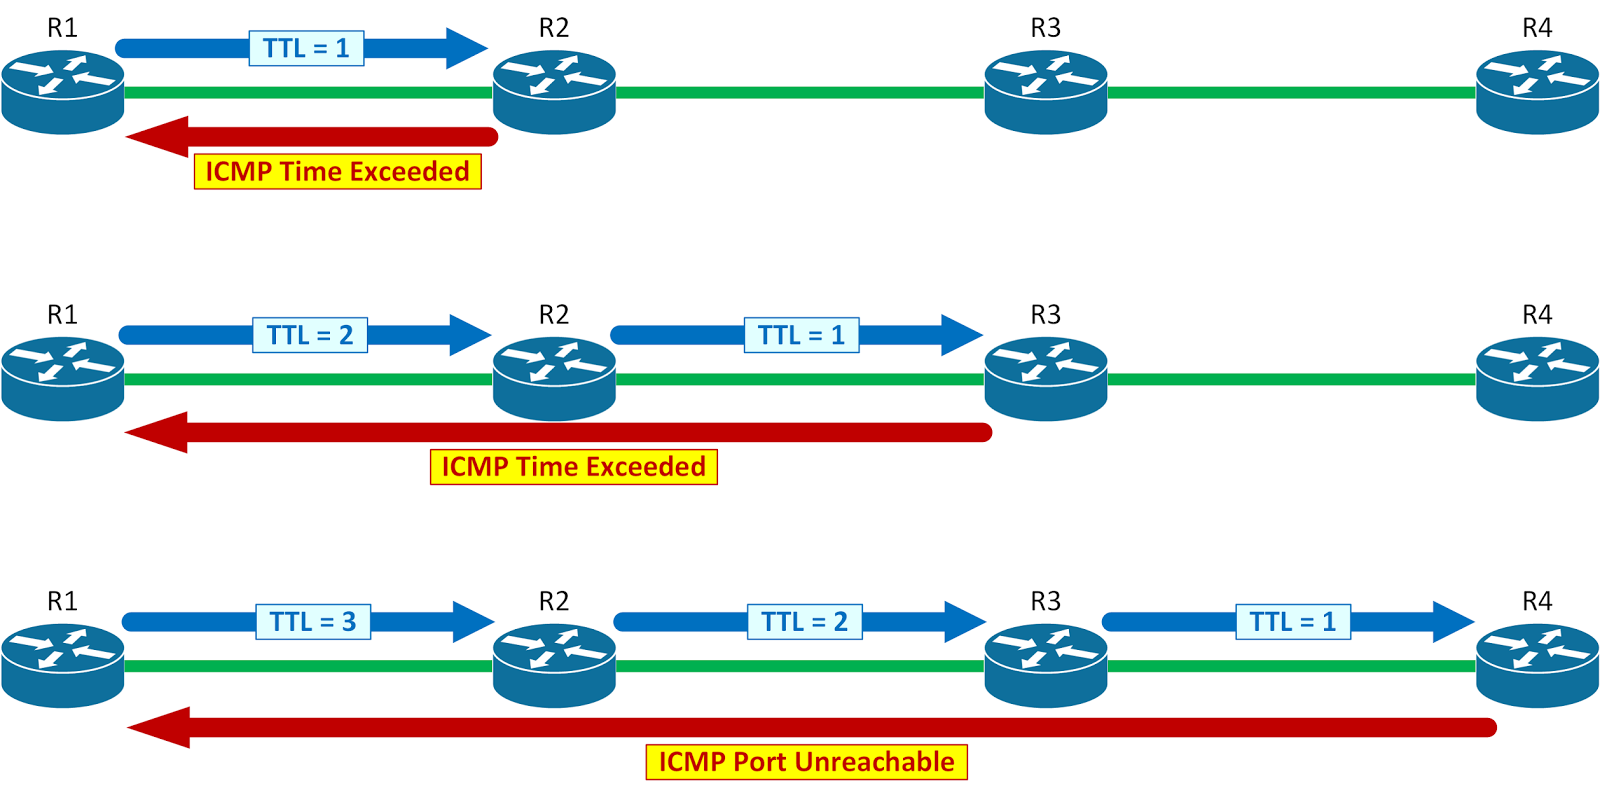 R1
TTL = 1
R2
R3
R4
ICMP Time Exceeded
R1
TTL = 2
R2
TTL = 1
R3
R4
ICMP Time Exceeded
R1
TTL = 3
R2
TTL = 2
R3
TTL = 1
R4
ICMP Port Unreachable